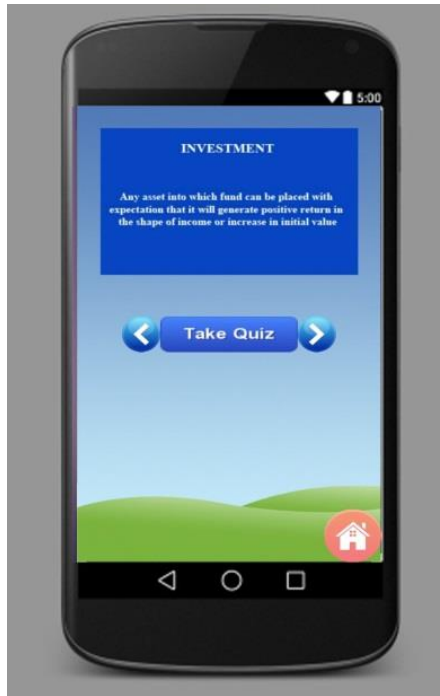 5:00
INVESTMENT
Any asset into which fund can be placed with
expectation that it will generate positive return in
the shape of income or increase in initial value
Take Quiz